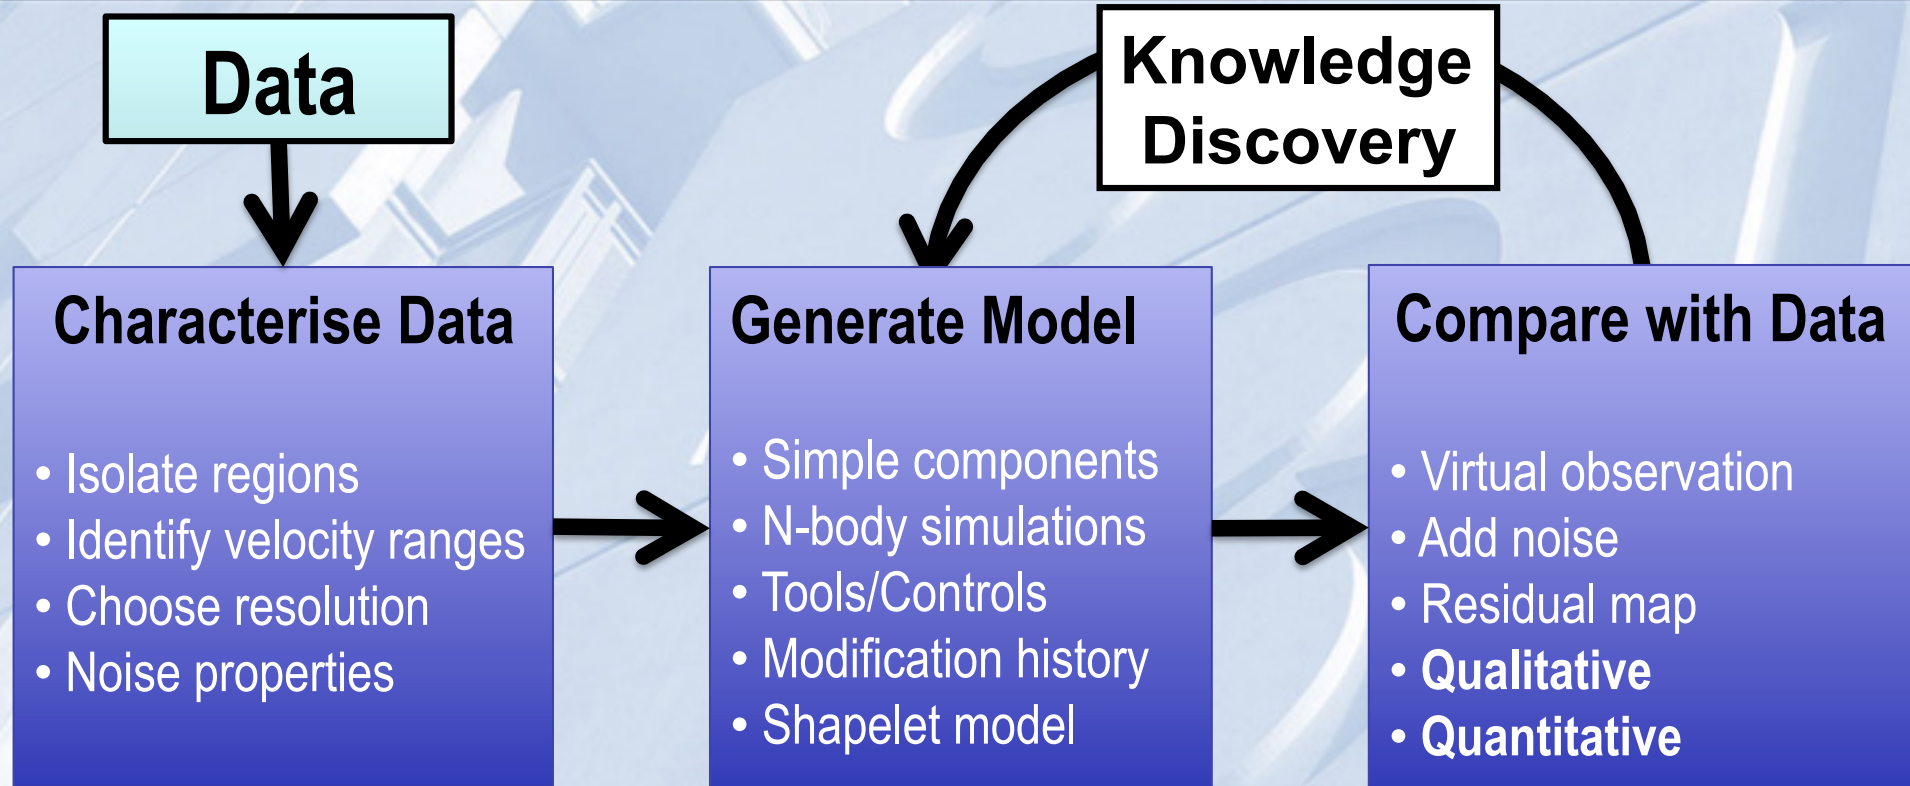 Data
Knowledge
Discovery
Characterise Data
• Isolate regions
• Identify velocity ranges
• Choose resolution
• Noise properties
Generate Model
• Simple components
• N-body simulations
• Tools/Controls
• Modification history
• Shapelet model
Compare with Data
• Virtual observation
• Add noise
• Residual map
• Qualitative
• Quantitative